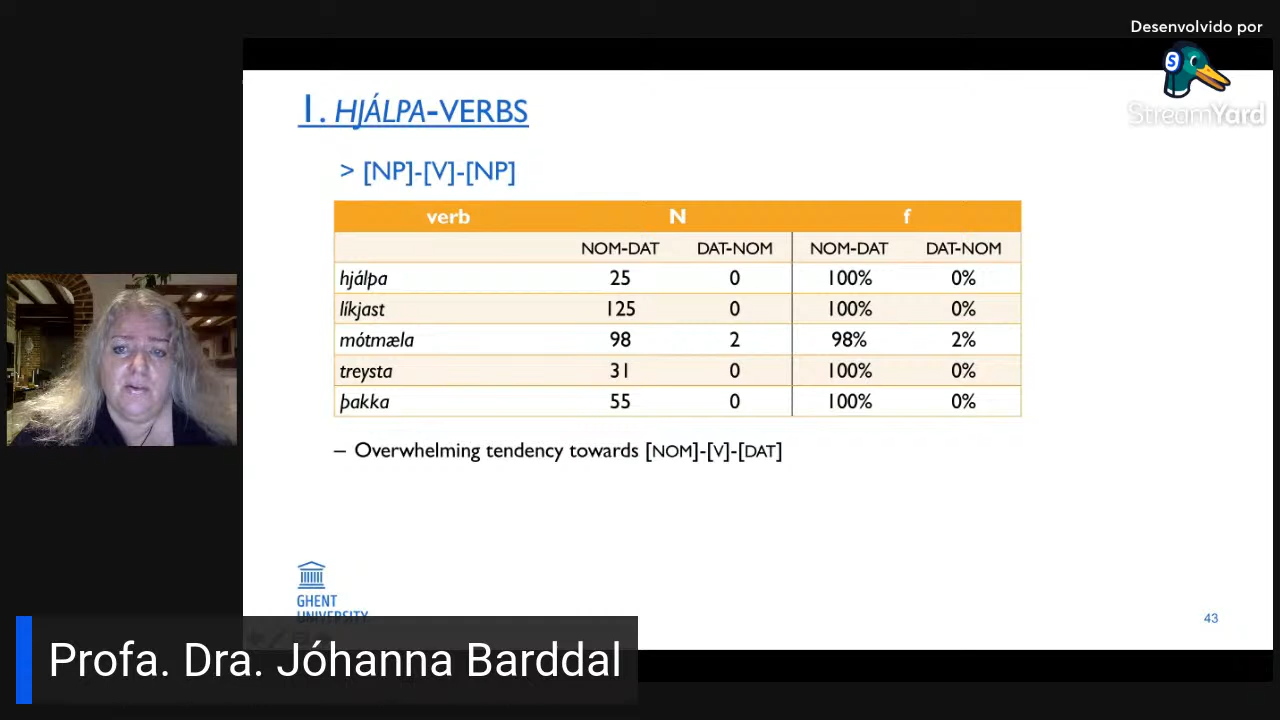 Desenvolvido por
S
StreamYard
1. HJÁLPA-VERBS
> [NP]-[V]-[NP]
verb N f
NOM-DAT DAT-NOM NOM-DAT DAT-NOM
hjálpa 25 0 100% 0%
líkjast 125 0 100% 0%
mótmæla 98 2 98% 2%
treysta 31 0 100% 0%
þakka 55 0 100% 0%
– Overwhelming tendency towards [NOM]-[V]-[DAT]
GHENT
UNIVERSITY
43
Profa. Dra. Jóhanna Barddal